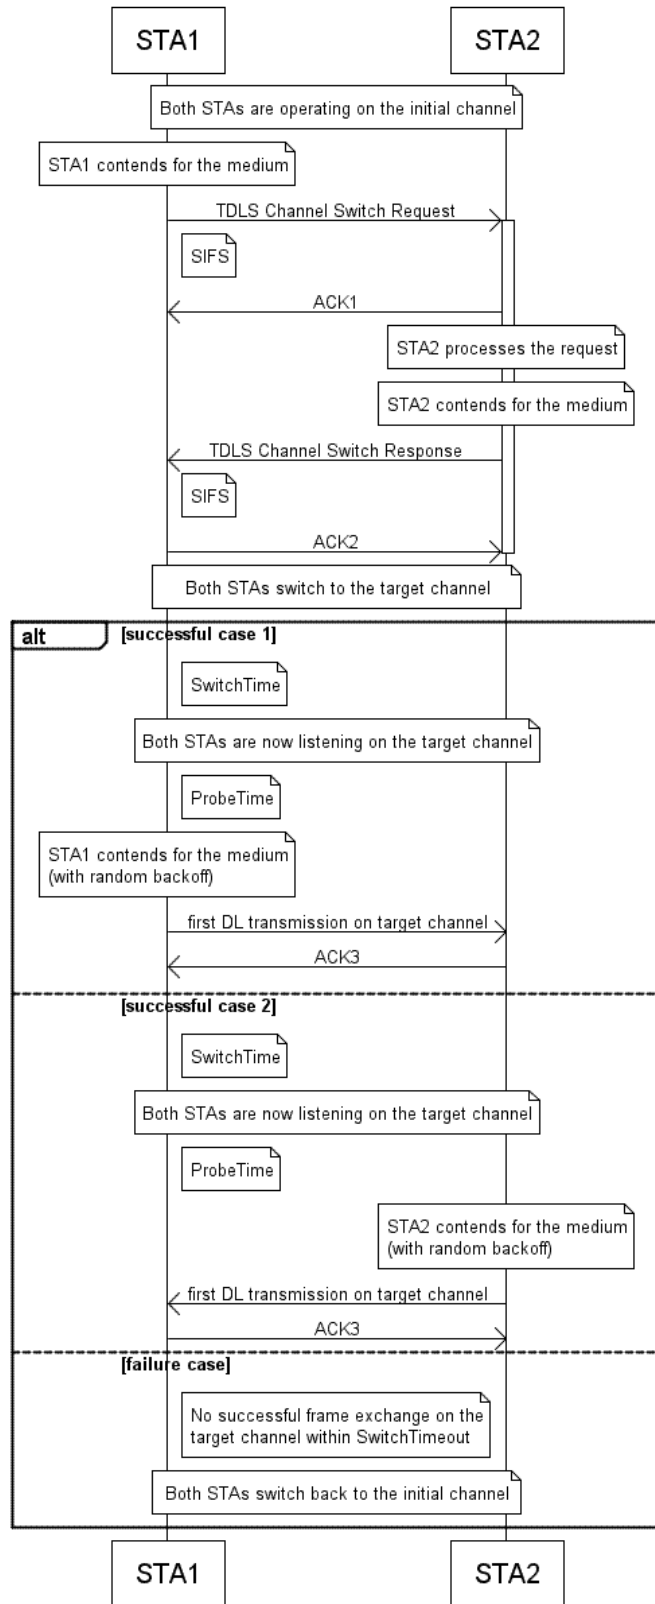 STA1
STA2
Both STAs are operating on the initial channel
STA1 contends for the medium
TDLS Channel Switch Request
SIFS
ACK1
STA2 processes the request
STA2 contends for the medium
TDLS Channel Switch Response
SIFS
ACK2
Both STAs switch to the target channel
alt
[successful case 1]
SwitchTime
Both STAs are now listening on the target channel
ProbeTime
STA1 contends for the medium
(with random backoff)
first DL transmission on target channel
ACK3
[successful case 2]
SwitchTime
Both STAs are now listening on the target channel
ProbeTime
STA2 contends for the medium
(with random backoff)
first DL transmission on target channel
ACK3
[failure case]
No successful frame exchange on the
target channel within SwitchTimeout
Both STAs switch back to the initial channel
STA1
STA2